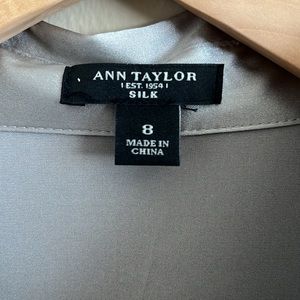 ANN TAYLOR
EST. 1954
SILK
8
MADE IN
CHINA